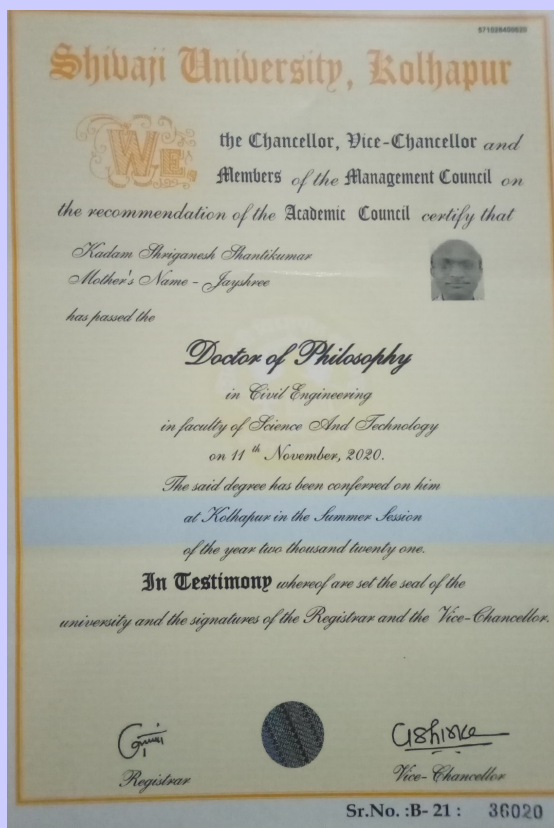 Shivaji University, Kolhapur
WE, the Chancellor, Vice-Chancellor and
Members of the Management Council on
the recommendation of the Academic Council certify that
Kadam Shriganesh Shantikumar
Mother's Name - Jayshree
has passed the
Doctor of Philosophy
in Civil Engineering
in faculty of Science And Technology
on 11 th November, 2020.
The said degree has been conferred on him
at Kolhapur in the Summer Session
of the year two thousand twenty one.
In Testimony whereof are set the seal of the
university and the signatures of the Registrar and the Vice-Chancellor.
Registrar
Vice-Chancellor
Sr.No. :B- 21 : 36020